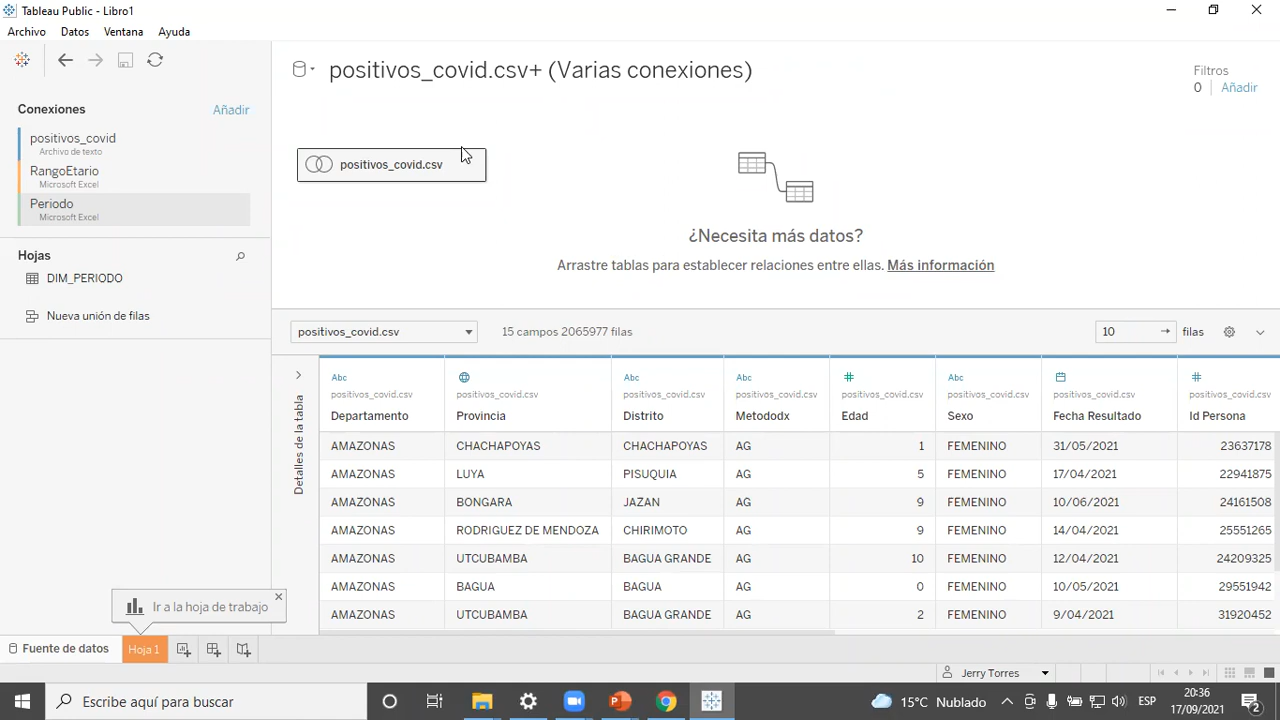 Tableau Public - Libro1
Archivo Datos Ventana Ayuda
Conexiones Añadir
positivos_covid
Archivo de texto
RangoEtario
Microsoft Excel
Periodo
Microsoft Excel
Hojas
DIM_PERIODO
Nueva unión de filas
positivos_covid.csv+ (Varias conexiones)
Filtros
0 Añadir
positivos_covid.csv
¿Necesita más datos?
Arrastre tablas para establecer relaciones entre ellas. Más información
positivos_covid.csv 15 campos 2065977 filas 10 filas
Detalles de la tabla
Abc Abc Abc Abc
positivos_covid.csv positivos_covid.csv positivos_covid.csv positivos_covid.csv positivos_covid.csv positivos_covid.csv positivos_covid.csv positivos_covid.csv
Departamento Provincia Distrito Metododx Edad Sexo Fecha Resultado Id Persona
AMAZONAS CHACHAPOYAS CHACHAPOYAS AG 1 FEMENINO 31/05/2021 23637178
AMAZONAS LUYA PISUQUIA AG 5 FEMENINO 17/04/2021 22941875
AMAZONAS BONGARA JAZAN AG 9 FEMENINO 10/06/2021 24161508
AMAZONAS RODRIGUEZ DE MENDOZA CHIRIMOTO AG 9 FEMENINO 14/04/2021 25551265
AMAZONAS UTCUBAMBA BAGUA GRANDE AG 10 FEMENINO 12/04/2021 24209325
AMAZONAS BAGUA BAGUA AG 0 FEMENINO 10/05/2021 29551942
AMAZONAS UTCUBAMBA BAGUA GRANDE AG 2 FEMENINO 9/04/2021 31920452
Ir a la hoja de trabajo
Fuente de datos Hoja 1
Jerry Torres
Escribe aquí para buscar
15°C Nublado
ESP
20:36
17/09/2021
2